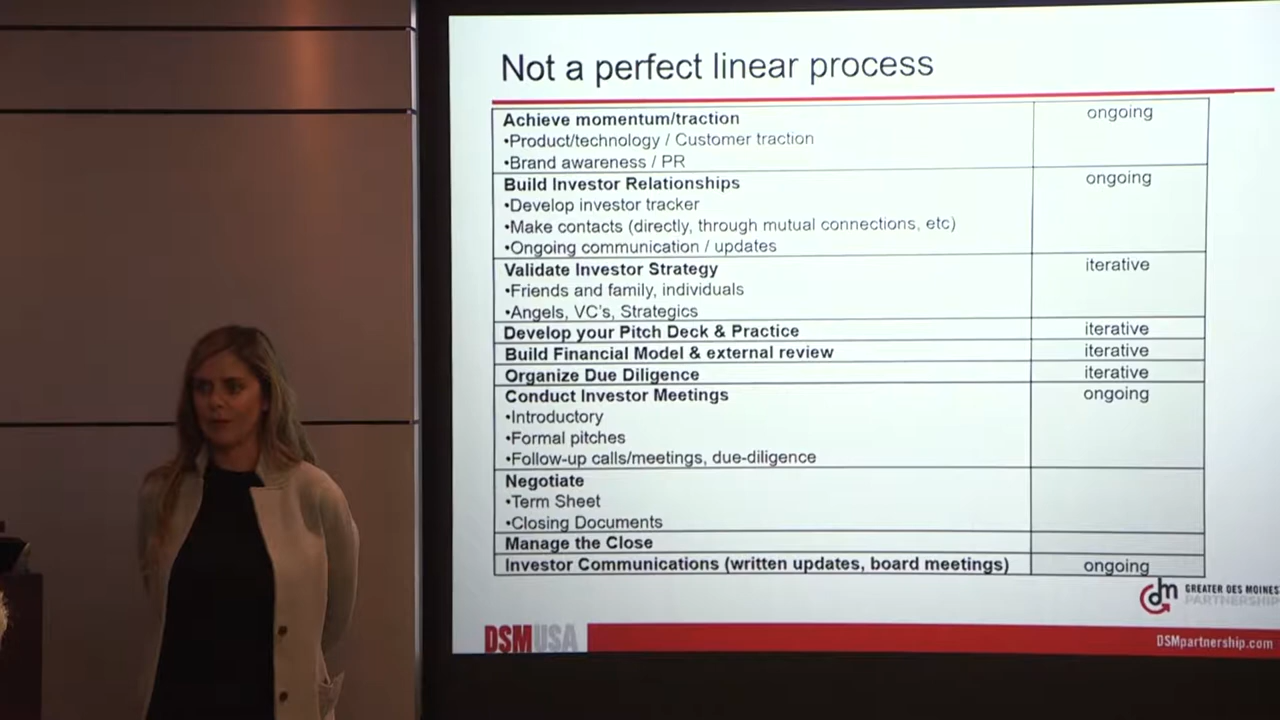 Not a perfect linear process
Achieve momentum/traction ongoing
•Product/technology / Customer traction
•Brand awareness / PR
Build Investor Relationships ongoing
•Develop investor tracker
•Make contacts (directly, through mutual connections, etc)
•Ongoing communication / updates
Validate Investor Strategy iterative
•Friends and family, individuals
•Angels, VC's, Strategics
Develop your Pitch Deck & Practice iterative
Build Financial Model & external review iterative
Organize Due Diligence iterative
Conduct Investor Meetings ongoing
•Introductory
•Formal pitches
•Follow-up calls/meetings, due-diligence
Negotiate
•Term Sheet
•Closing Documents
Manage the Close
Investor Communications (written updates, board meetings) ongoing
dm GREATER DES MOINES
PARTNERSHIP
DSMUSA
DSMpartnership.com